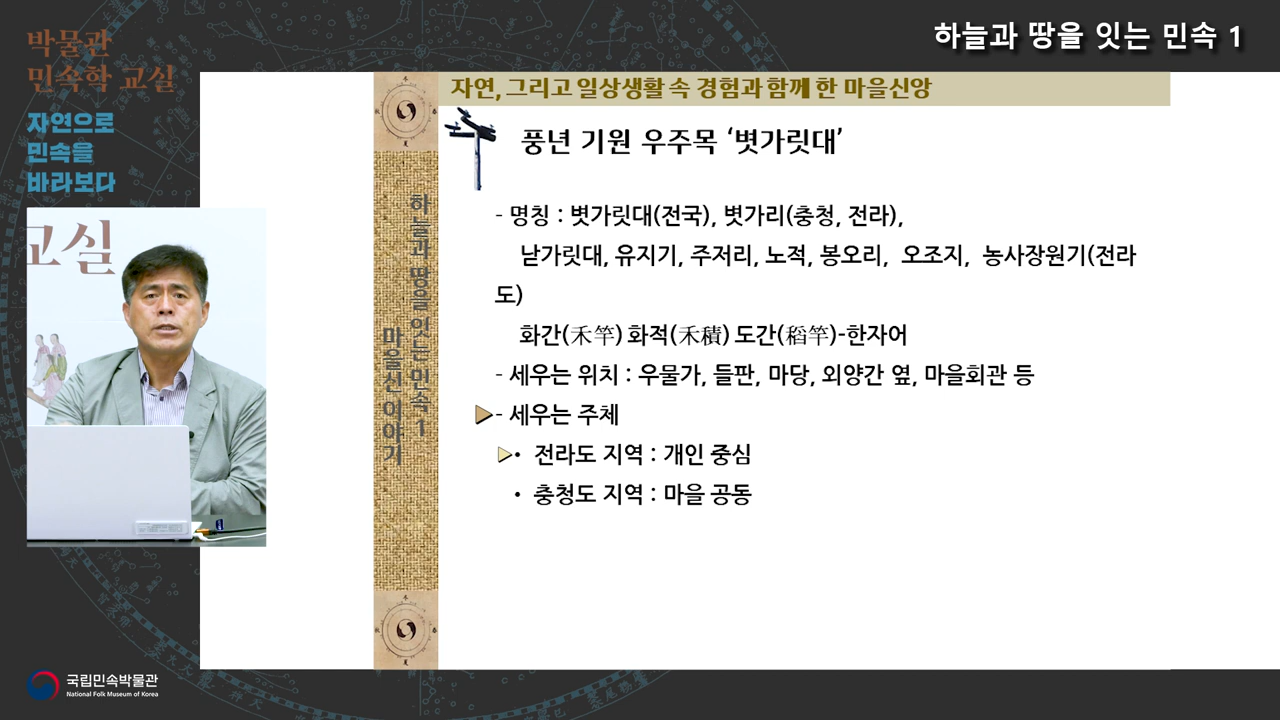 하늘과 땅을 잇는 민속 1
박물관
민속학 교실
자연으로
민속을
바라보다
교실
하늘과 땅을 잇는 민속 1
마을신 이야기
자연, 그리고 일상생활 속 경험과 함께 한 마을신앙
풍년 기원 우주목 ‘볏가릿대’
- 명칭 : 볏가릿대(전국), 볏가리(충청, 전라),
낟가릿대, 유지기, 주저리, 노적, 봉오리, 오조지, 농사장원기(전라
도)
화간(禾竿) 화적(禾積) 도간(稻竿)-한자어
- 세우는 위치 : 우물가, 들판, 마당, 외양간 옆, 마을회관 등
- 세우는 주체
• 전라도 지역 : 개인 중심
• 충청도 지역 : 마을 공동
국립민속박물관
National Folk Museum of Korea